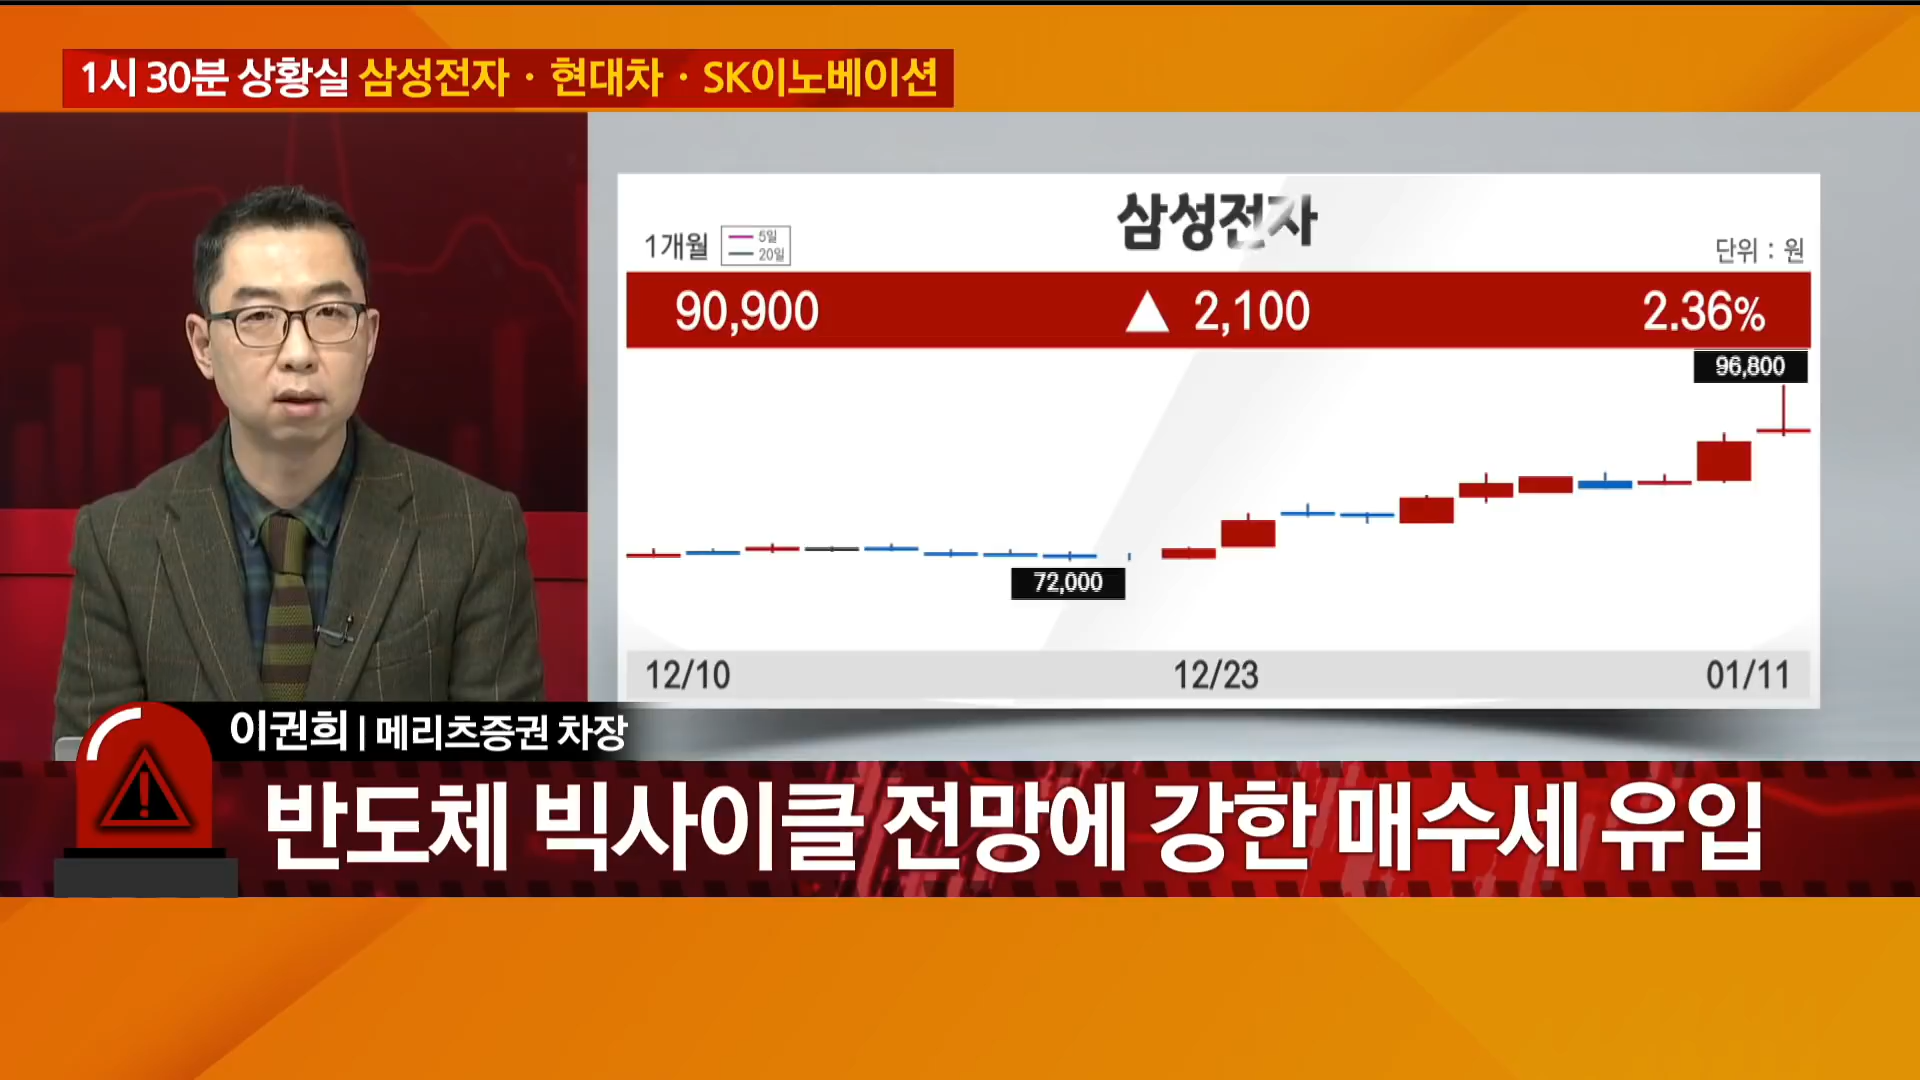 1시 30분 상황실 삼성전자 · 현대차 · SK이노베이션
삼성전자
1개월
5일
20일
단위 : 원
90,900 ▲ 2,100 2.36%
96,800
72,000
12/10 12/23 01/11
이권희 | 메리츠증권 차장
반도체 빅사이클 전망에 강한 매수세 유입